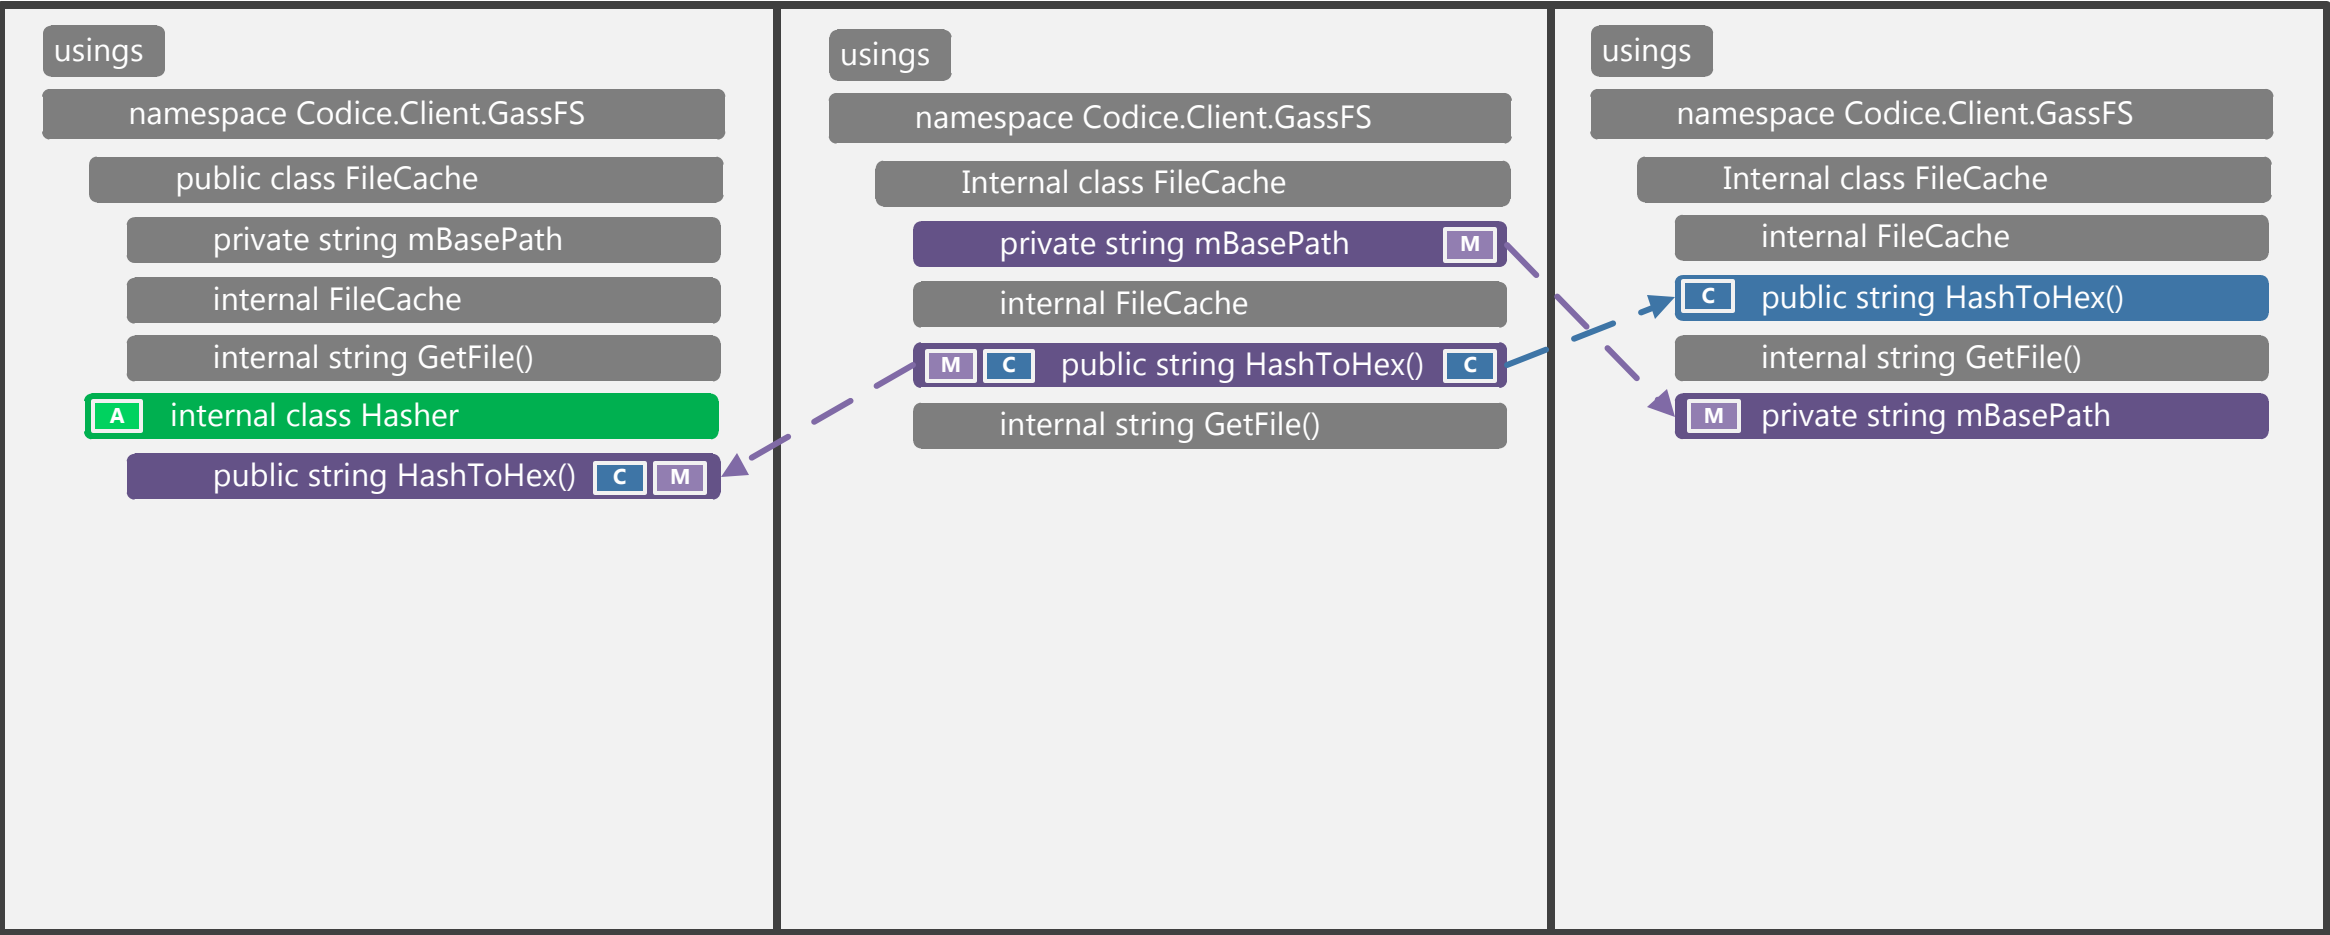 usings
namespace Codice.Client.GassFS
public class FileCache
private string mBasePath
internal FileCache
internal string GetFile()
A internal class Hasher
public string HashToHex() C M
usings
namespace Codice.Client.GassFS
Internal class FileCache
private string mBasePath M
internal FileCache
M C public string HashToHex() C
internal string GetFile()
usings
namespace Codice.Client.GassFS
Internal class FileCache
internal FileCache
C public string HashToHex()
internal string GetFile()
M private string mBasePath